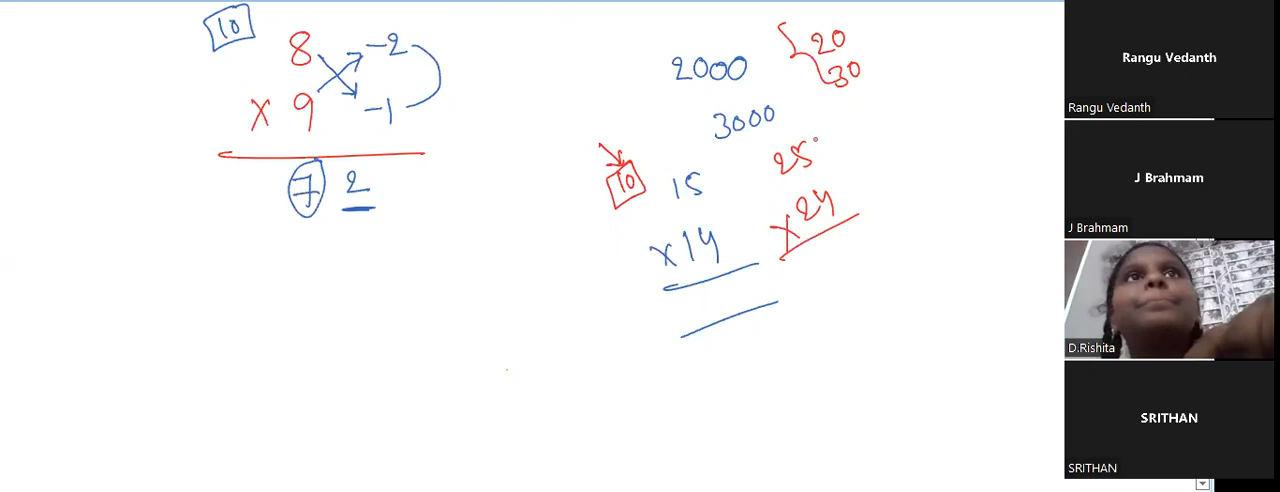 10
8 -2
x 9 -1
7 2
2000
20
30
3000
10
15
x 14
25
x 24
Rangu Vedanth
Rangu Vedanth
J Brahmam
J Brahmam
D.Rishita
SRITHAN
SRITHAN